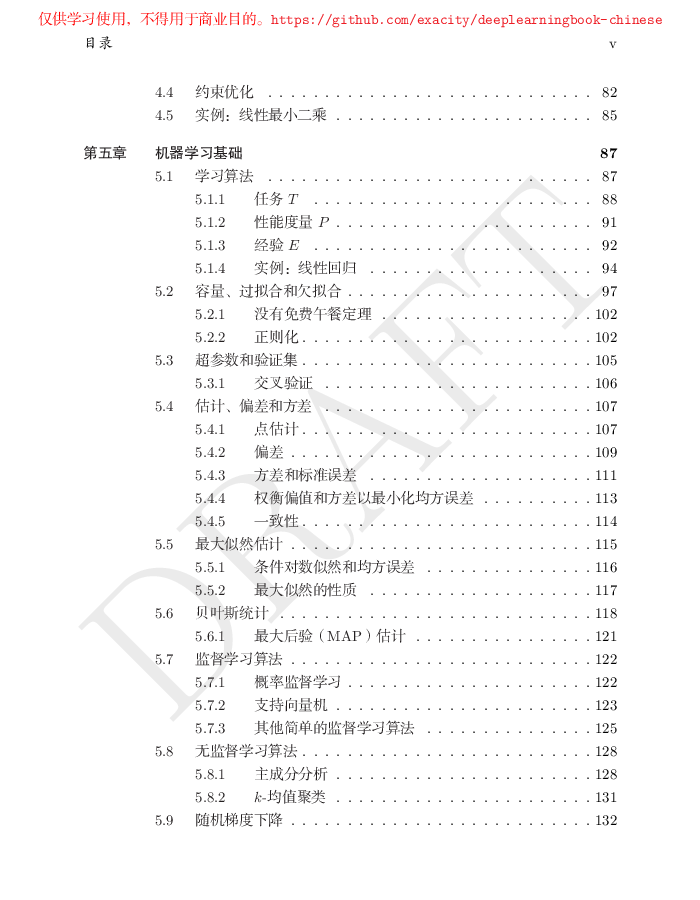 仅供学习使用，不得用于商业目的。https://github.com/exacity/deeplearningbook-chinese
目录 v
4.4 约束优化 . . . . . . . . . . . . . . . . . . . . . . . . . . . . . 82
4.5 实例：线性最小二乘 . . . . . . . . . . . . . . . . . . . . . . . 85
第五章 机器学习基础 87
5.1 学习算法 . . . . . . . . . . . . . . . . . . . . . . . . . . . . . 87
5.1.1 任务 T . . . . . . . . . . . . . . . . . . . . . . . . . 88
5.1.2 性能度量 P . . . . . . . . . . . . . . . . . . . . . . . 91
5.1.3 经验 E . . . . . . . . . . . . . . . . . . . . . . . . . 92
5.1.4 实例：线性回归 . . . . . . . . . . . . . . . . . . . . 94
5.2 容量、过拟合和欠拟合 . . . . . . . . . . . . . . . . . . . . . . 97
5.2.1 没有免费午餐定理 . . . . . . . . . . . . . . . . . . . 102
5.2.2 正则化 . . . . . . . . . . . . . . . . . . . . . . . . . . 102
5.3 超参数和验证集 . . . . . . . . . . . . . . . . . . . . . . . . . . 105
5.3.1 交叉验证 . . . . . . . . . . . . . . . . . . . . . . . . 106
5.4 估计、偏差和方差 . . . . . . . . . . . . . . . . . . . . . . . . 107
5.4.1 点估计 . . . . . . . . . . . . . . . . . . . . . . . . . . 107
5.4.2 偏差 . . . . . . . . . . . . . . . . . . . . . . . . . . . 109
5.4.3 方差和标准误差 . . . . . . . . . . . . . . . . . . . . 111
5.4.4 权衡偏值和方差以最小化均方误差 . . . . . . . . . . 113
5.4.5 一致性 . . . . . . . . . . . . . . . . . . . . . . . . . . 114
5.5 最大似然估计 . . . . . . . . . . . . . . . . . . . . . . . . . . . 115
5.5.1 条件对数似然和均方误差 . . . . . . . . . . . . . . . 116
5.5.2 最大似然的性质 . . . . . . . . . . . . . . . . . . . . 117
5.6 贝叶斯统计 . . . . . . . . . . . . . . . . . . . . . . . . . . . . 118
5.6.1 最大后验（MAP）估计 . . . . . . . . . . . . . . . . 121
5.7 监督学习算法 . . . . . . . . . . . . . . . . . . . . . . . . . . . 122
5.7.1 概率监督学习 . . . . . . . . . . . . . . . . . . . . . . 122
5.7.2 支持向量机 . . . . . . . . . . . . . . . . . . . . . . . 123
5.7.3 其他简单的监督学习算法 . . . . . . . . . . . . . . . 125
5.8 无监督学习算法 . . . . . . . . . . . . . . . . . . . . . . . . . . 128
5.8.1 主成分分析 . . . . . . . . . . . . . . . . . . . . . . . 128
5.8.2 k-均值聚类 . . . . . . . . . . . . . . . . . . . . . . . 131
5.9 随机梯度下降 . . . . . . . . . . . . . . . . . . . . . . . . . . . 132
DRAFT